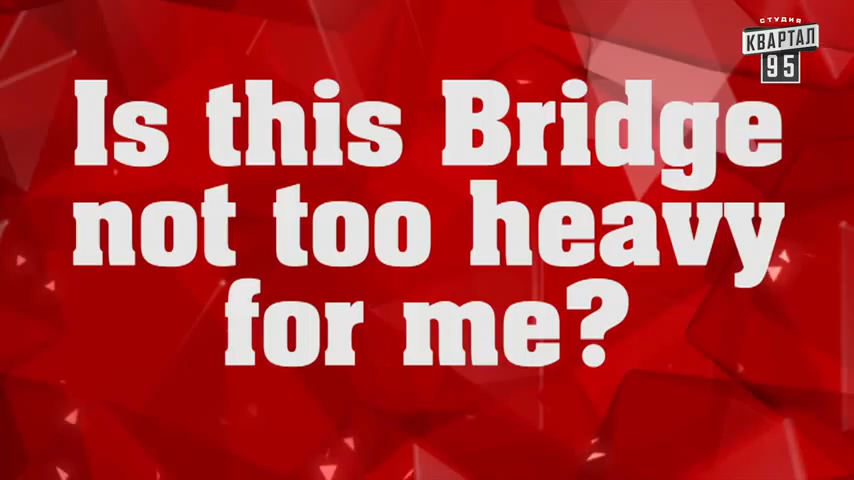 СТУДИЯ
КВАРТАЛ
95
Is this Bridge
not too heavy
for me?